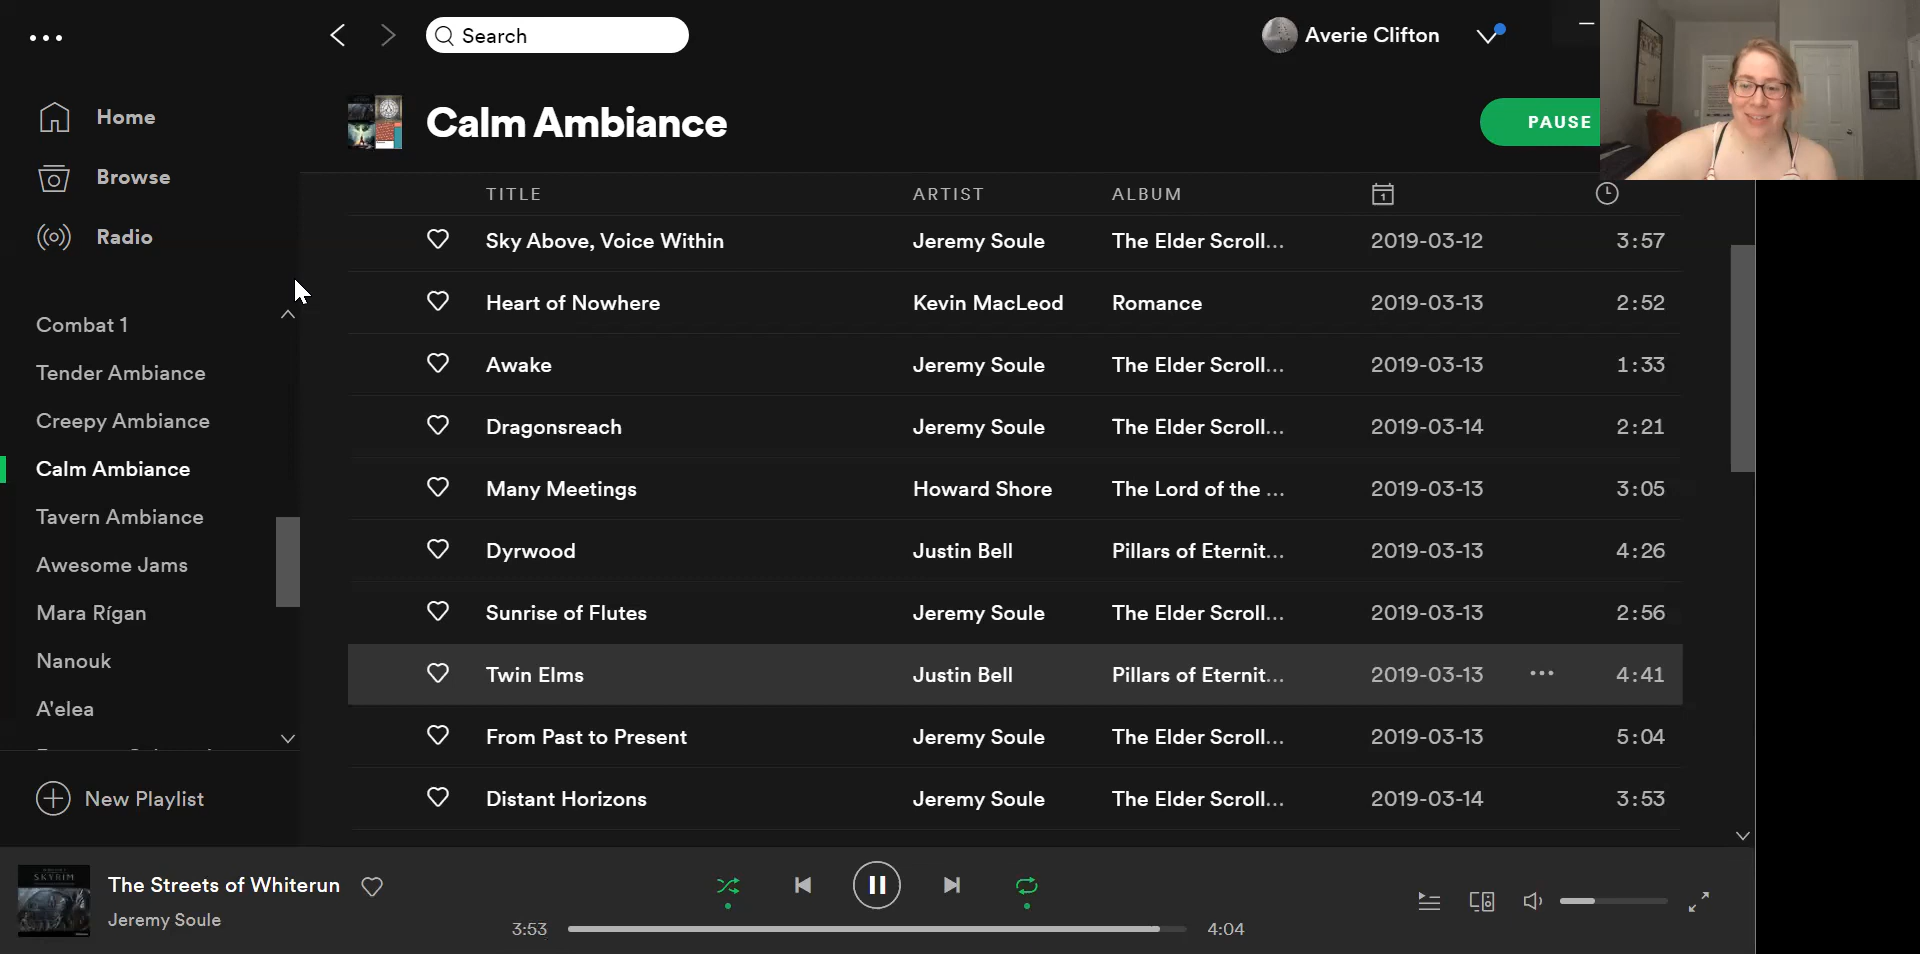 Search
Averie Clifton
Home
Browse
Radio
Calm Ambiance
PAUSE
TITLE ARTIST ALBUM
Sky Above, Voice Within Jeremy Soule The Elder Scroll... 2019-03-12 3:57
Heart of Nowhere Kevin MacLeod Romance 2019-03-13 2:52
Awake Jeremy Soule The Elder Scroll... 2019-03-13 1:33
Dragonsreach Jeremy Soule The Elder Scroll... 2019-03-14 2:21
Many Meetings Howard Shore The Lord of the ... 2019-03-13 3:05
Dyrwood Justin Bell Pillars of Eternit... 2019-03-13 4:26
Sunrise of Flutes Jeremy Soule The Elder Scroll... 2019-03-13 2:56
Twin Elms Justin Bell Pillars of Eternit... 2019-03-13 4:41
From Past to Present Jeremy Soule The Elder Scroll... 2019-03-13 5:04
Distant Horizons Jeremy Soule The Elder Scroll... 2019-03-14 3:53
Combat 1
Tender Ambiance
Creepy Ambiance
Calm Ambiance
Tavern Ambiance
Awesome Jams
Mara Rígan
Nanouk
A'elea
New Playlist
SKYRIM
The Streets of Whiterun
Jeremy Soule
3:53 4:04